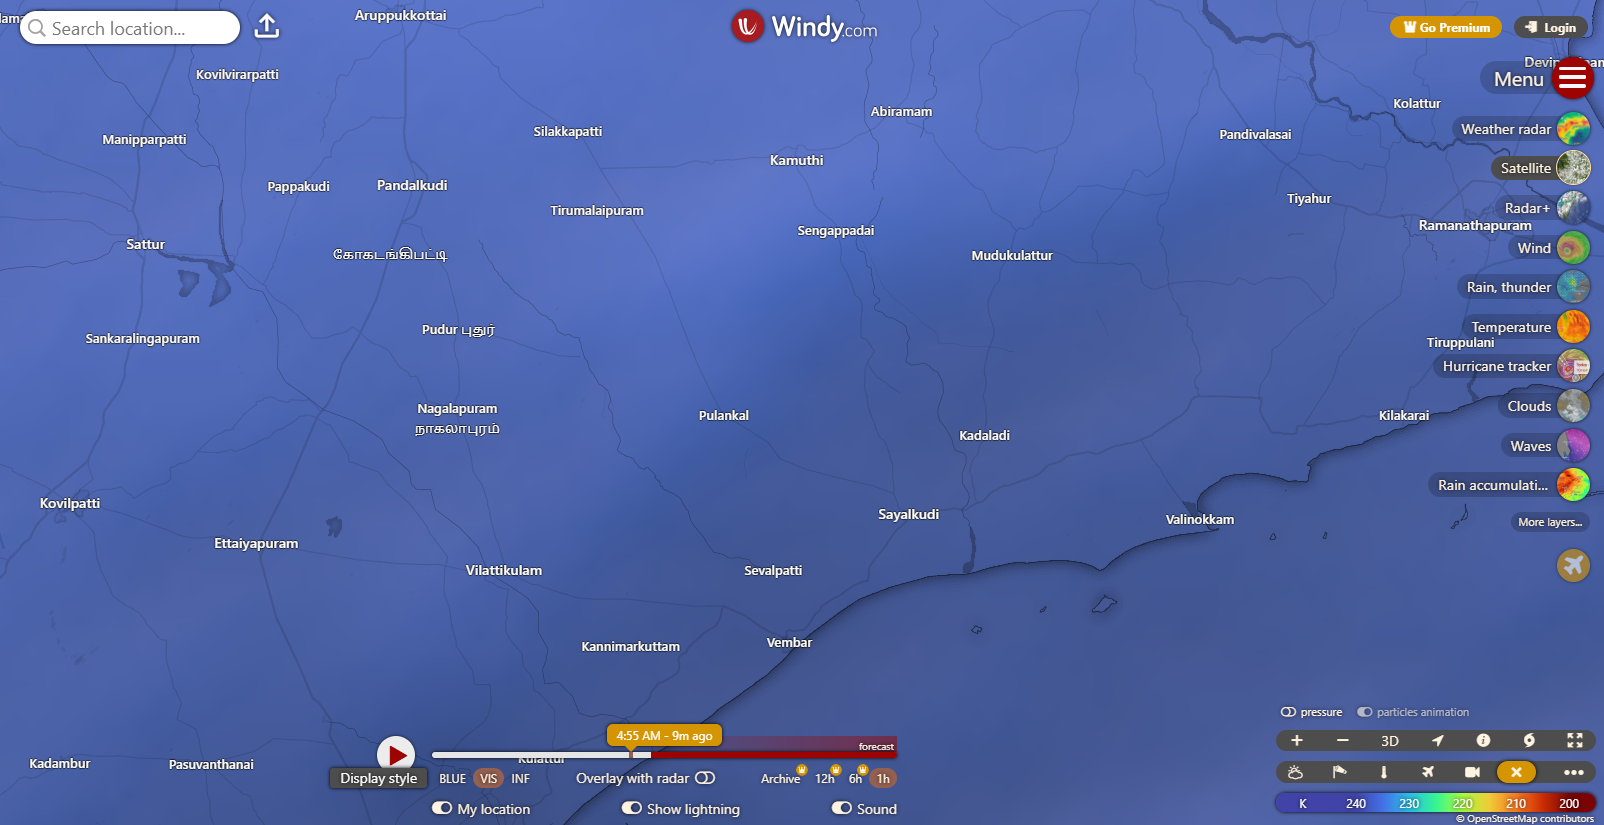 Aruppukkottai
Search location...
Windy.com
Go Premium
Login
Kovilvirarpatti
Menu
Abiramam
Kolattur
Silakkapatti
Pandivalasai
Weather radar
Manipparpatti
Kamuthi
Satellite
Pappakudi
Pandalkudi
Tiyahur
Radar+
Tirumalaipuram
Ramanathapuram
Sengappadai
Sattur
Wind
கோகடங்கிபட்டி
Mudukulattur
Rain, thunder
Pudur புதுர்
Temperature
Sankaralingapuram
Tiruppulani
Hurricane tracker
Nagalapuram
நாகலாபுரம்
Clouds
Pulankal
Kilakarai
Kadaladi
Waves
Rain accumulati...
Kovilpatti
Sayalkudi
Valinokkam
More layers...
Ettaiyapuram
Vilattikulam
Sevalpatti
Kannimarkuttam
Vembar
pressure
particles animation
4:55 AM - 9m ago
forecast
3D
Kadambur
Pasuvanthanai
Display style
BLUE VIS INF
Overlay with radar
Archive 12h 6h 1h
My location
Show lightning
Sound
K 240 230 220 210 200
© OpenStreetMap contributors